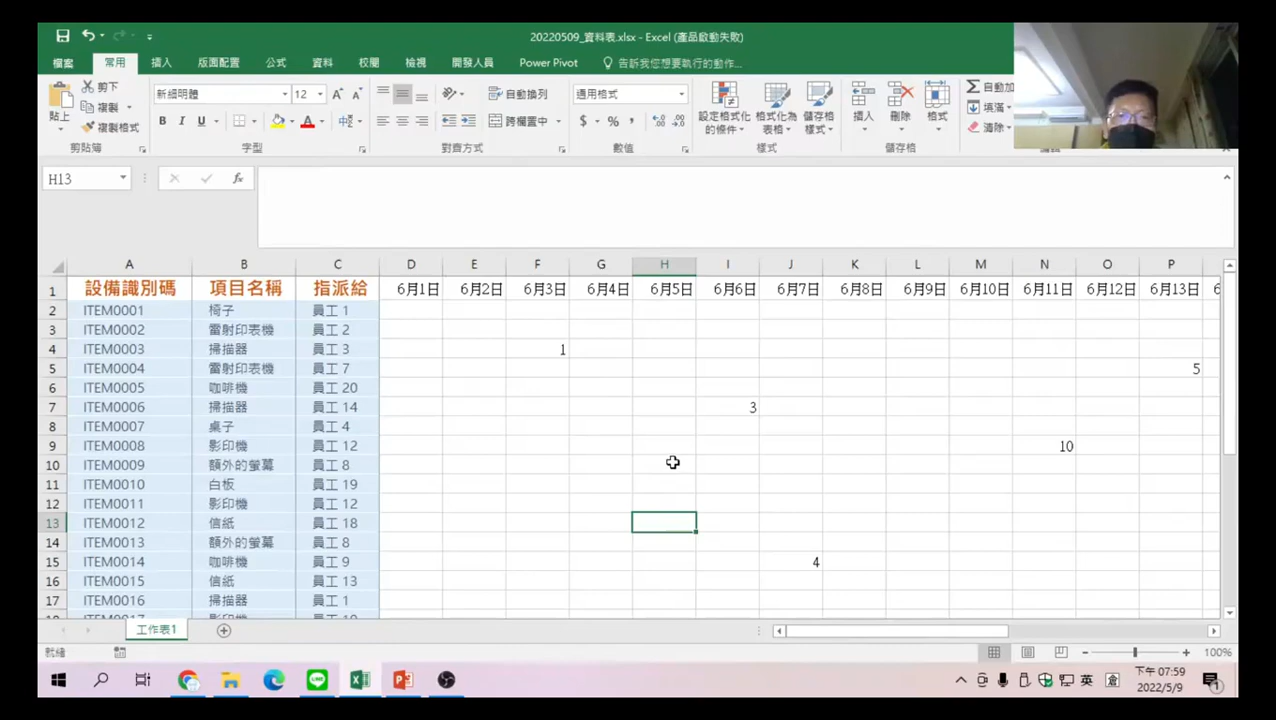 20220509_資料表.xlsx - Excel (產品啟動失敗)
檔案 常用 插入 版面配置 公式 資料 校閱 檢視 開發人員 Power Pivot 告訴我您想要執行的動作...
貼上 剪下 複製 複製格式 剪貼簿
新細明體 12 A A B I U A 中 字型
自動換列 跨欄置中 對齊方式
通用格式 $ % , 數值
設定格式化的條件 格式化為表格 儲存格樣式 樣式
插入 刪除 格式 儲存格
自動加 填滿 清除
H13 fx
A B C D E F G H I J K L M N O P
1 設備識別碼 項目名稱 指派給 6月1日 6月2日 6月3日 6月4日 6月5日 6月6日 6月7日 6月8日 6月9日 6月10日 6月11日 6月12日 6月13日 6
2 ITEM0001 椅子 員工 1
3 ITEM0002 雷射印表機 員工 2
4 ITEM0003 掃描器 員工 3 1
5 ITEM0004 雷射印表機 員工 7 5
6 ITEM0005 咖啡機 員工 20
7 ITEM0006 掃描器 員工 14 3
8 ITEM0007 桌子 員工 4
9 ITEM0008 影印機 員工 12 10
10 ITEM0009 額外的螢幕 員工 8
11 ITEM0010 白板 員工 19
12 ITEM0011 影印機 員工 12
13 ITEM0012 信紙 員工 18
14 ITEM0013 額外的螢幕 員工 8
15 ITEM0014 咖啡機 員工 9 4
16 ITEM0015 信紙 員工 13
17 ITEM0016 掃描器 員工 1
工作表1
就緒 100%
英 倉 下午 07:59
2022/5/9 1